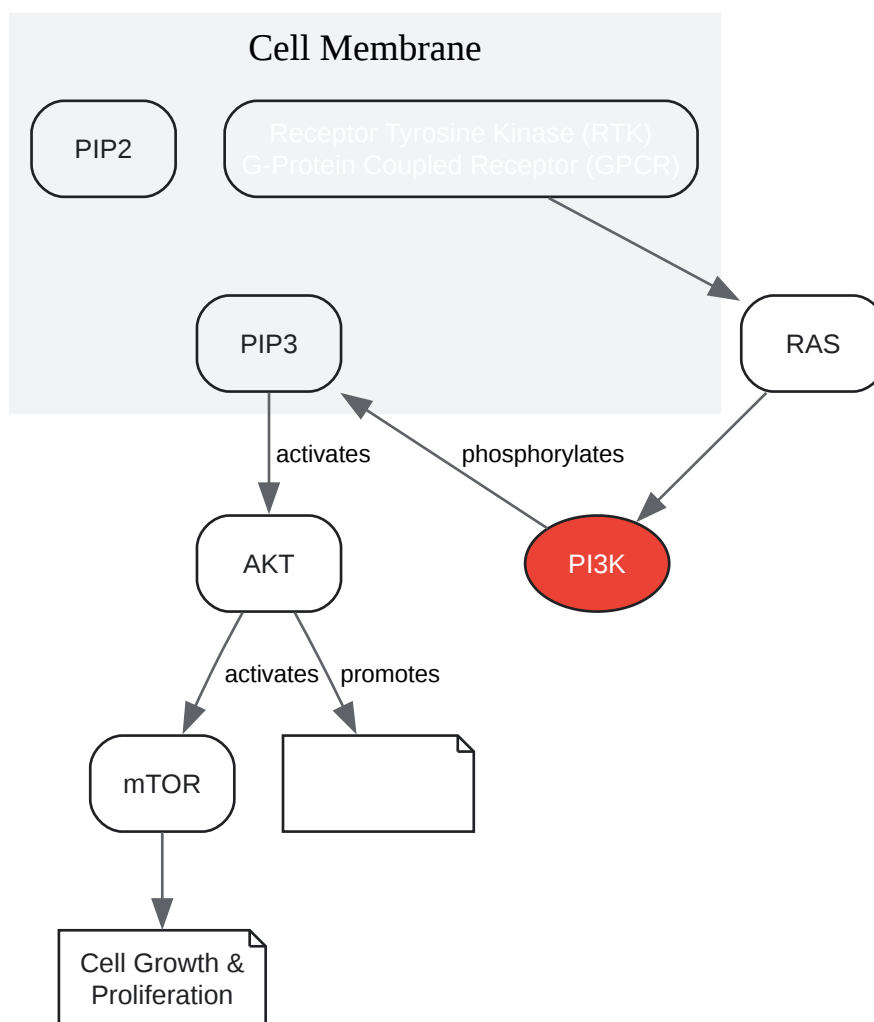 Cell Membrane
PIP2
Receptor Tyrosine Kinase (RTK)
G-Protein Coupled Receptor (GPCR)
PIP3
RAS
activates
phosphorylates
AKT
PI3K
activates
promotes
mTOR
Cell Growth &
Proliferation